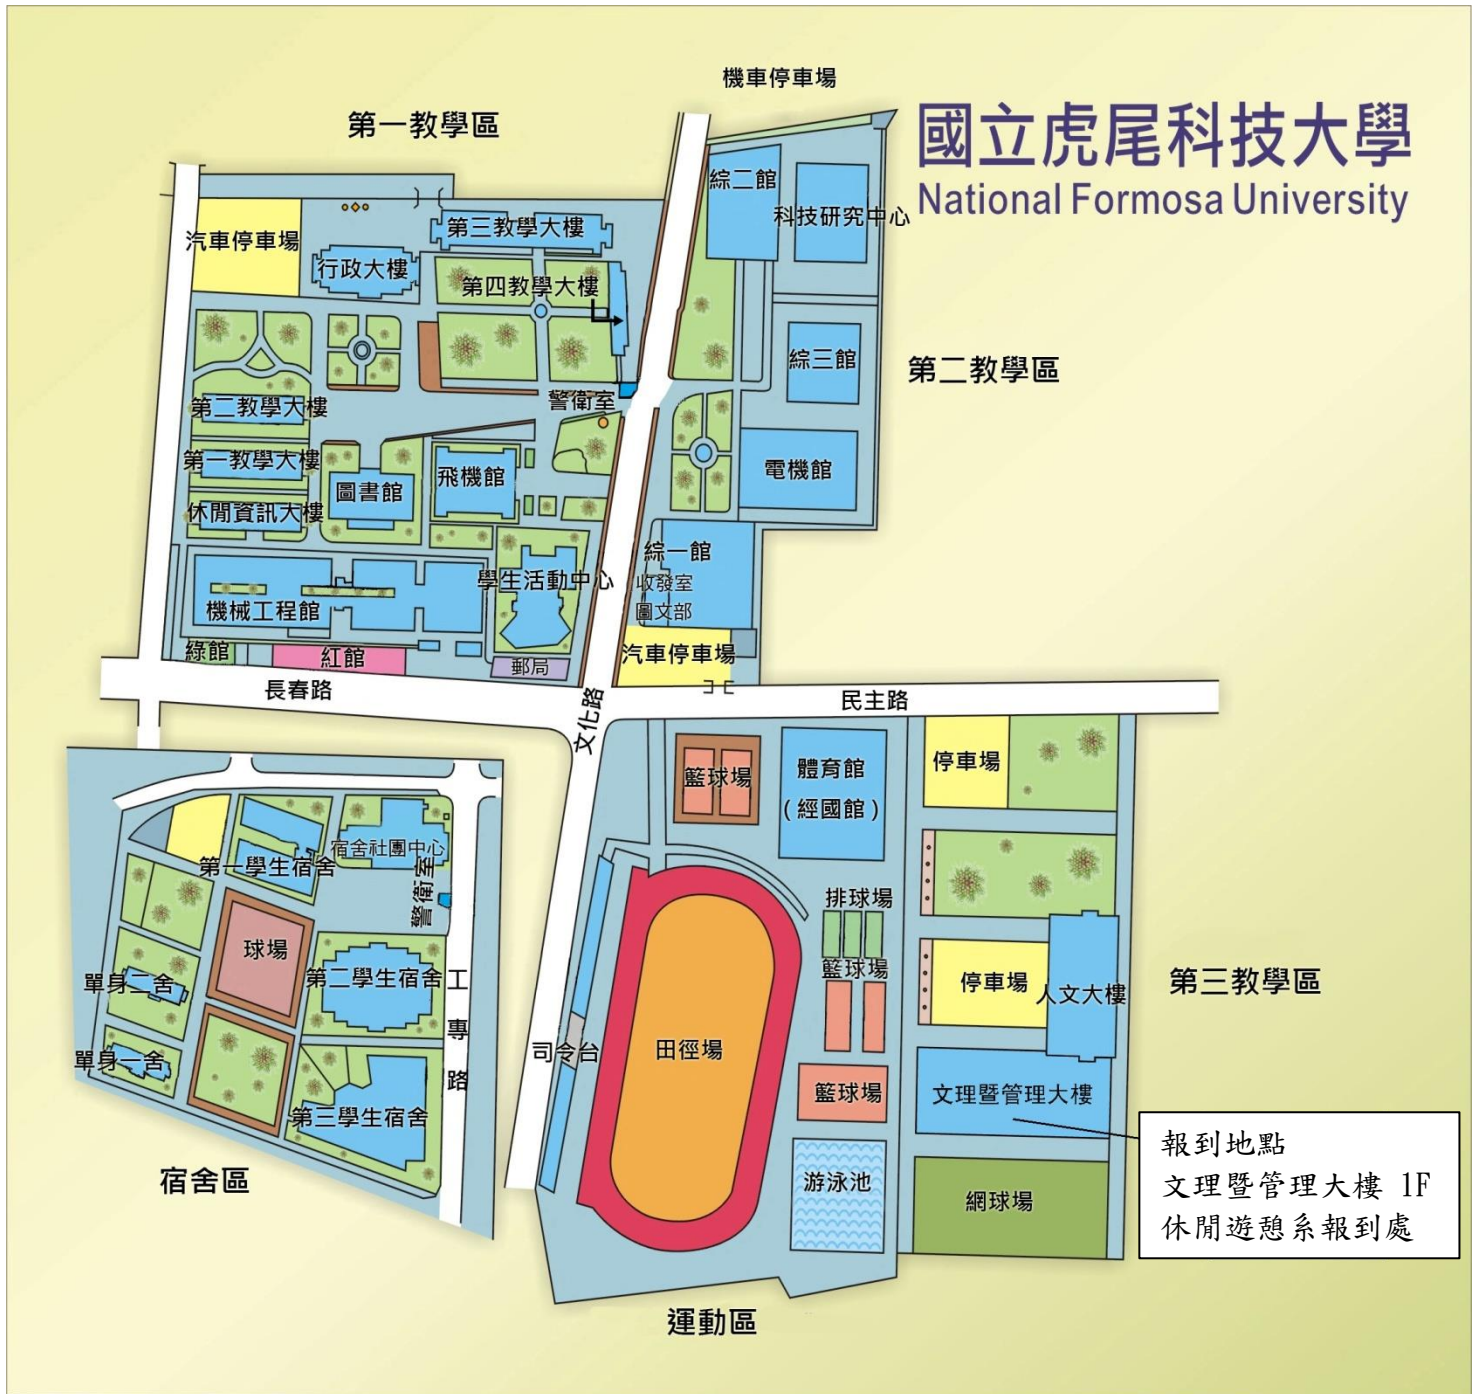 機車停車場
國立虎尾科技大學
National Formosa University
第一教學區
綜二館
科技研究中心
汽車停車場
第三教學大樓
行政大樓
第四教學大樓
綜三館
第二教學區
警衛室
第二教學大樓
第一教學大樓
圖書館
飛機館
電機館
休閒資訊大樓
綜一館
收發室
圖文部
學生活動中心
機械工程館
綠館
紅館
郵局
汽車停車場
長春路
文化路
民主路
籃球場
體育館
（經國館）
停車場
宿舍社團中心
第一學生宿舍
警衛室
排球場
球場
籃球場
停車場
人文大樓
第三教學區
單身二舍
第二學生宿舍
工專路
單身一舍
司令台
田徑場
籃球場
文理暨管理大樓
第三學生宿舍
宿舍區
游泳池
網球場
報到地點
文理暨管理大樓 1F
休閒遊憩系報到處
運動區